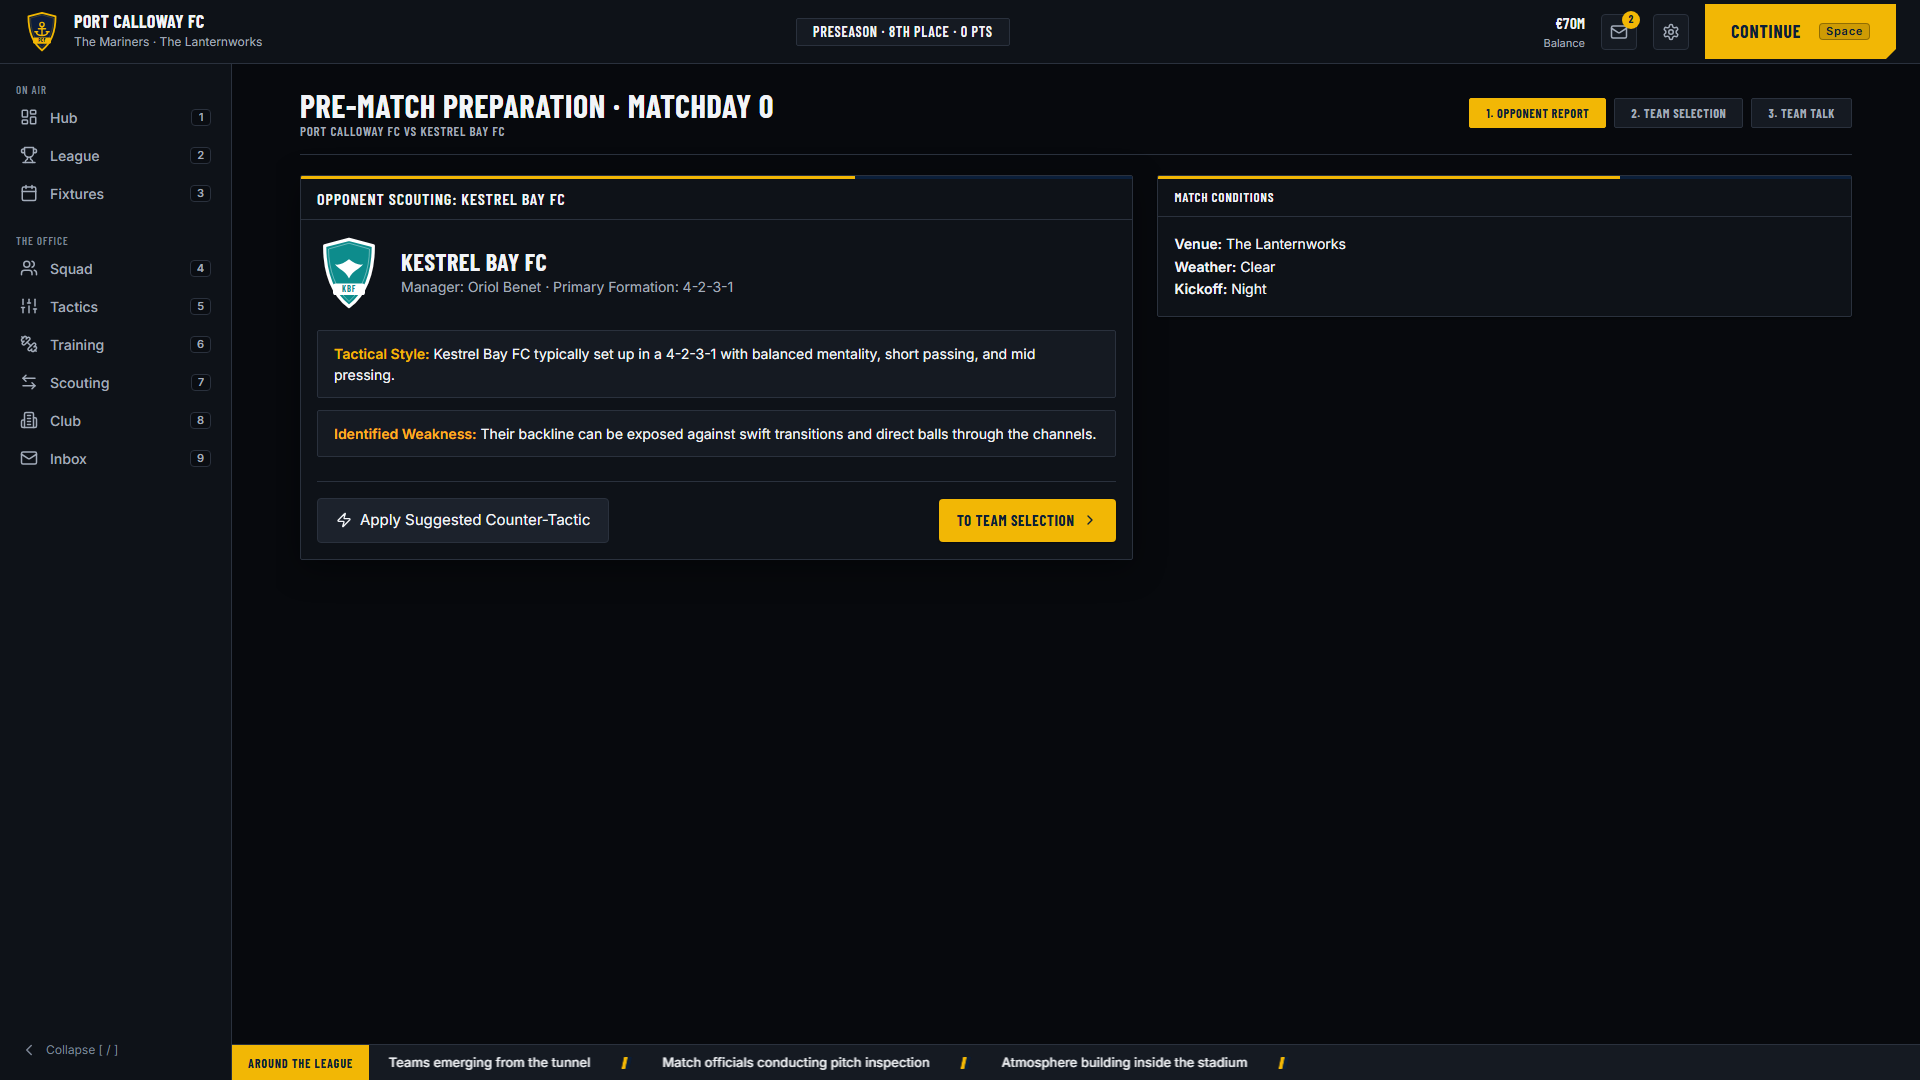 PORT CALLOWAY FC
The Mariners · The Lanternworks
PRESEASON · 8TH PLACE · 0 PTS
€70M
Balance
2
CONTINUE Space
ON AIR
Hub 1
League 2
Fixtures 3
THE OFFICE
Squad 4
Tactics 5
Training 6
Scouting 7
Club 8
Inbox 9
Collapse [ / ]
PRE-MATCH PREPARATION · MATCHDAY 0
PORT CALLOWAY FC VS KESTREL BAY FC
1. OPPONENT REPORT
2. TEAM SELECTION
3. TEAM TALK
OPPONENT SCOUTING: KESTREL BAY FC
KBF
KESTREL BAY FC
Manager: Oriol Benet · Primary Formation: 4-2-3-1
Tactical Style: Kestrel Bay FC typically set up in a 4-2-3-1 with balanced mentality, short passing, and mid
pressing.
Identified Weakness: Their backline can be exposed against swift transitions and direct balls through the channels.
Apply Suggested Counter-Tactic
TO TEAM SELECTION
MATCH CONDITIONS
Venue: The Lanternworks
Weather: Clear
Kickoff: Night
AROUND THE LEAGUE
Teams emerging from the tunnel / Match officials conducting pitch inspection / Atmosphere building inside the stadium /